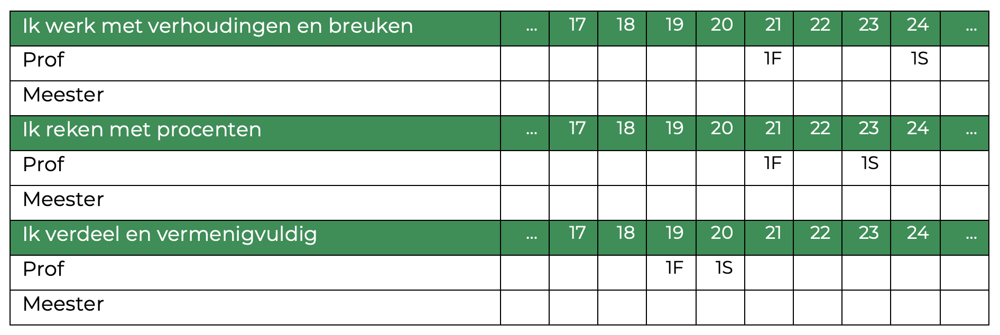 Ik werk met verhoudingen en breuken ... 17 18 19 20 21 22 23 24 ...
Prof 1F 1S
Meester
Ik reken met procenten ... 17 18 19 20 21 22 23 24 ...
Prof 1F 1S
Meester
Ik verdeel en vermenigvuldig ... 17 18 19 20 21 22 23 24 ...
Prof 1F 1S
Meester